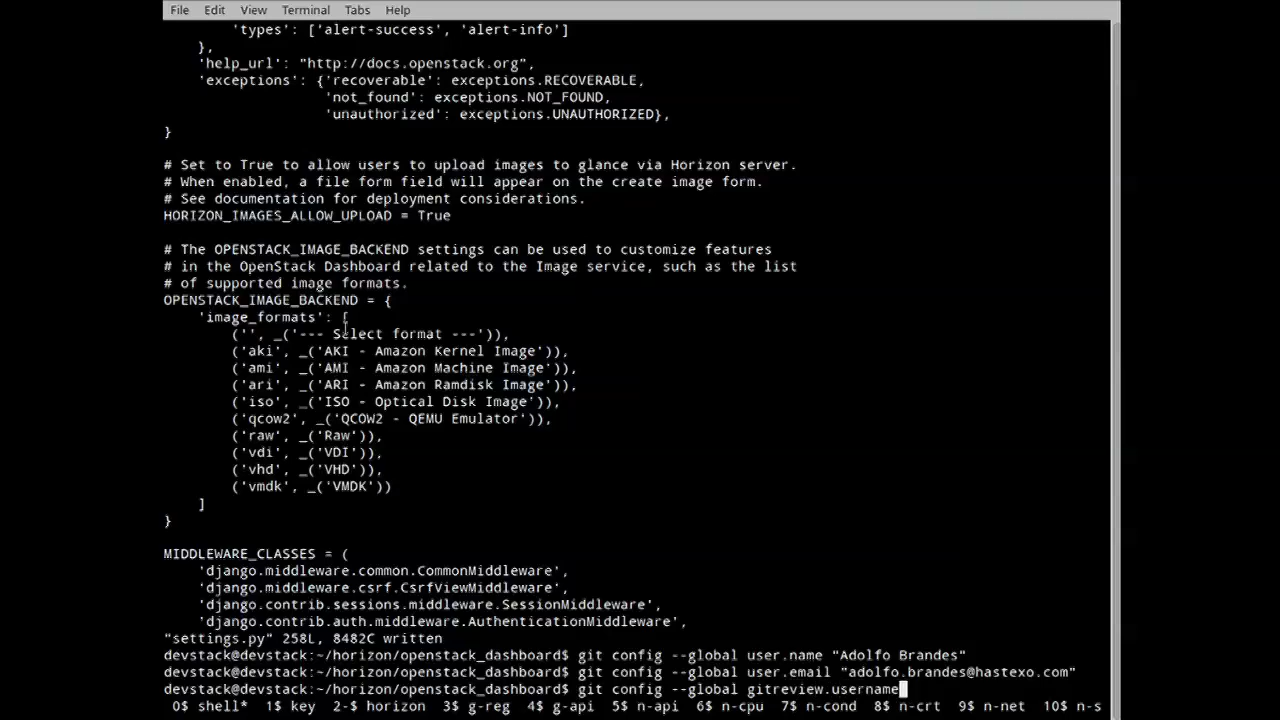 File Edit View Terminal Tabs Help
'types': ['alert-success', 'alert-info']
},
'help_url': "http://docs.openstack.org",
'exceptions': {'recoverable': exceptions.RECOVERABLE,
'not_found': exceptions.NOT_FOUND,
'unauthorized': exceptions.UNAUTHORIZED},
}
# Set to True to allow users to upload images to glance via Horizon server.
# When enabled, a file form field will appear on the create image form.
# See documentation for deployment considerations.
HORIZON_IMAGES_ALLOW_UPLOAD = True
# The OPENSTACK_IMAGE_BACKEND settings can be used to customize features
# in the OpenStack Dashboard related to the Image service, such as the list
# of supported image formats.
OPENSTACK_IMAGE_BACKEND = {
'image_formats': [
('', _('--- Select format ---')),
('aki', _('AKI - Amazon Kernel Image')),
('ami', _('AMI - Amazon Machine Image')),
('ari', _('ARI - Amazon Ramdisk Image')),
('iso', _('ISO - Optical Disk Image')),
('qcow2', _('QCOW2 - QEMU Emulator')),
('raw', _('Raw')),
('vdi', _('VDI')),
('vhd', _('VHD')),
('vmdk', _('VMDK'))
]
}
MIDDLEWARE_CLASSES = (
'django.middleware.common.CommonMiddleware',
'django.middleware.csrf.CsrfViewMiddleware',
'django.contrib.sessions.middleware.SessionMiddleware',
'django.contrib.auth.middleware.AuthenticationMiddleware',
"settings.py" 258L, 8482C written
devstack@devstack:~/horizon/openstack_dashboard$ git config --global user.name "Adolfo Brandes"
devstack@devstack:~/horizon/openstack_dashboard$ git config --global user.email "adolfo.brandes@hastexo.com"
devstack@devstack:~/horizon/openstack_dashboard$ git config --global gitreview.username
0$ shell* 1$ key 2-$ horizon 3$ g-reg 4$ g-api 5$ n-api 6$ n-cpu 7$ n-cond 8$ n-crt 9$ n-net 10$ n-s